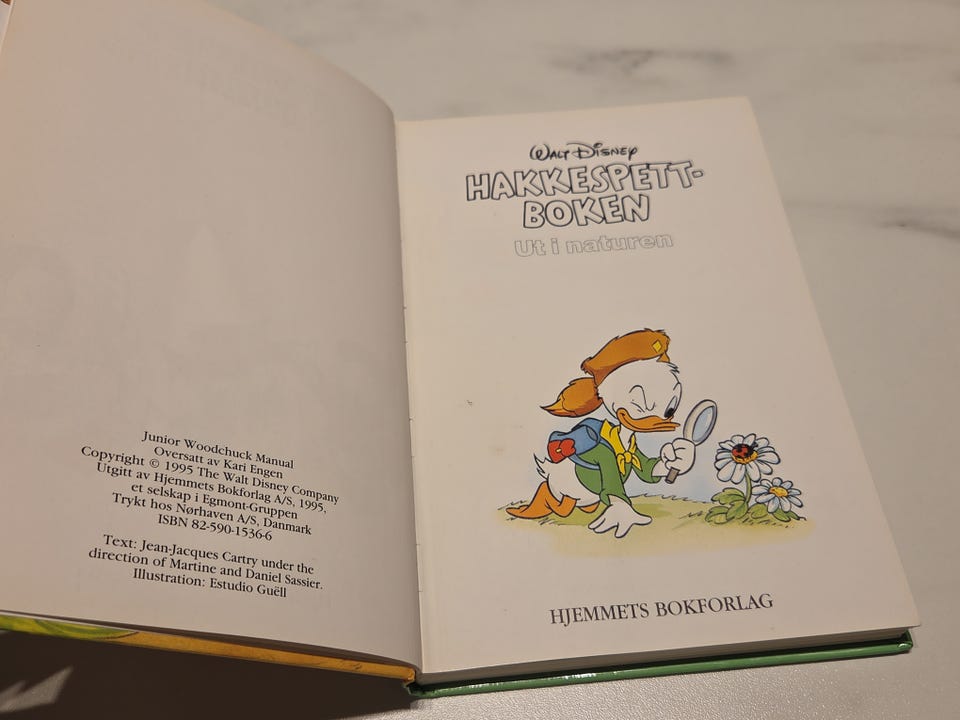 Junior Woodchuck Manual
Oversatt av Kari Engen
Copyright © 1995 The Walt Disney Company
Utgitt av Hjemmets Bokforlag A/S, 1995,
et selskap i Egmont-Gruppen
Trykt hos Nørhaven A/S, Danmark
ISBN 82-590-1536-6
Text: Jean-Jacques Cartry under the
direction of Martine and Daniel Sassier.
Illustration: Estudio Guëll
WALT DISNEY
HAKKESPETT-
BOKEN
Ut i naturen
HJEMMETS BOKFORLAG